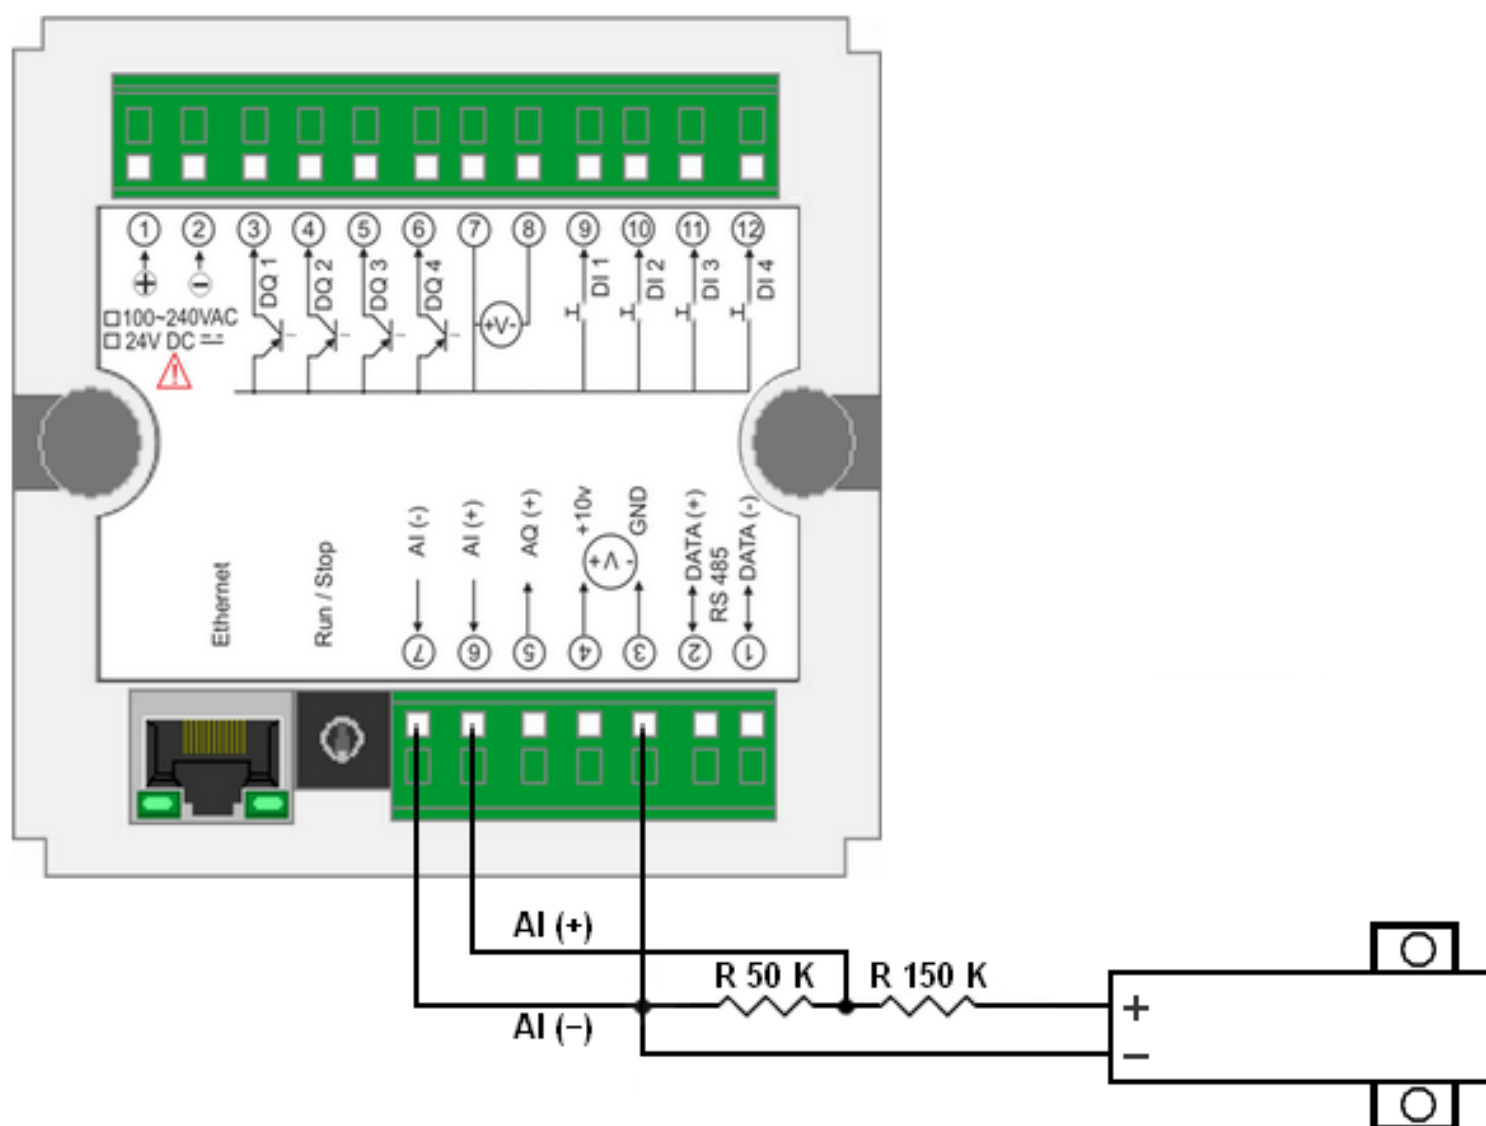 1 2 3 4 5 6 7 8 9 10 11 12
DQ 1
DQ 2
DQ 3
DQ 4
DI 1
DI 2
DI 3
DI 4
+ −
100~240VAC
24V DC
+V-
!
Ethernet
Run / Stop
AI (-)
AI (+)
AQ (+)
+10v
GND
+V -
DATA (+)
RS 485
DATA (-)
7 6 5 4 3 2 1
AI (+)
R 50 K R 150 K
AI (−)
+
−